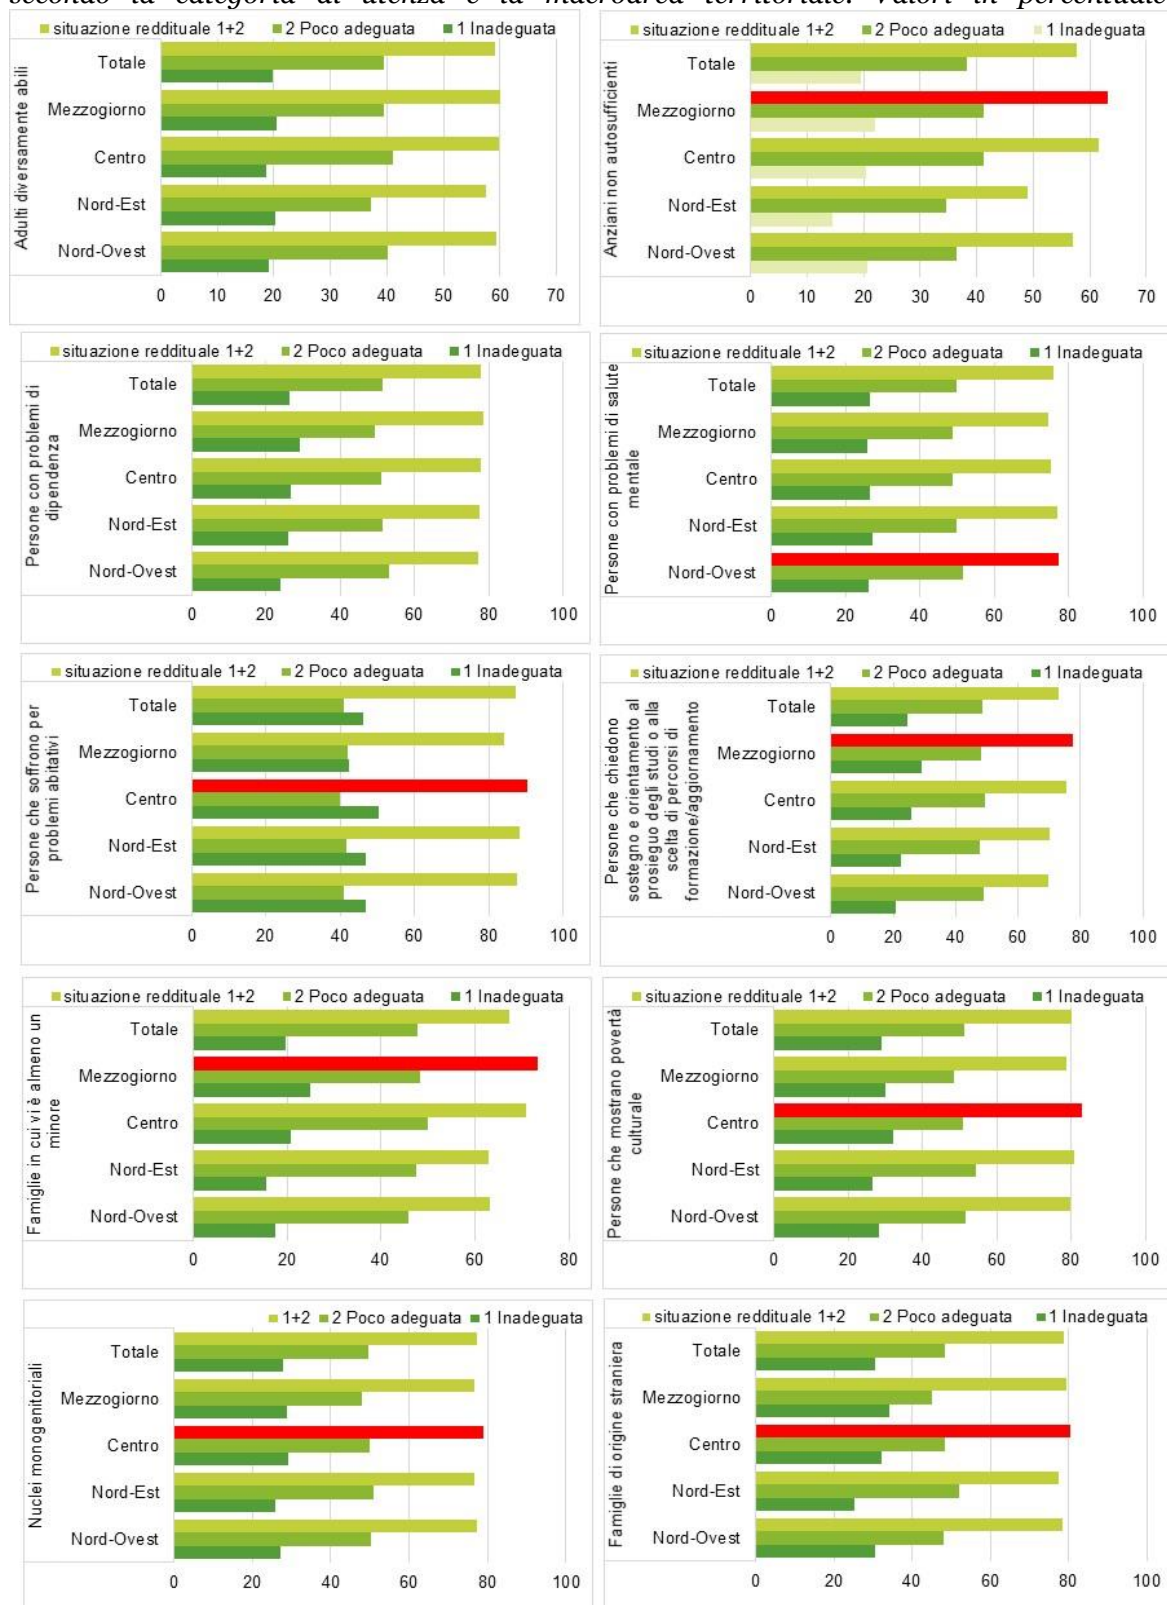 secondo la categoria di utenza e la macroarea territoriale. Valori in percentuale
situazione reddituale 1+2 2 Poco adeguata 1 Inadeguata
Adulti diversamente abili
Totale
Mezzogiorno
Centro
Nord-Est
Nord-Ovest
0 10 20 30 40 50 60 70
situazione reddituale 1+2 2 Poco adeguata 1 Inadeguata
Anziani non autosufficienti
Totale
Mezzogiorno
Centro
Nord-Est
Nord-Ovest
0 10 20 30 40 50 60 70
situazione reddituale 1+2 2 Poco adeguata 1 Inadeguata
Persone con problemi di
dipendenza
Totale
Mezzogiorno
Centro
Nord-Est
Nord-Ovest
0 20 40 60 80 100
situazione reddituale 1+2 2 Poco adeguata 1 Inadeguata
Persone con problemi di salute
mentale
Totale
Mezzogiorno
Centro
Nord-Est
Nord-Ovest
0 20 40 60 80 100
situazione reddituale 1+2 2 Poco adeguata 1 Inadeguata
Persone che soffrono per
problemi abitativi
Totale
Mezzogiorno
Centro
Nord-Est
Nord-Ovest
0 20 40 60 80 100
situazione reddituale 1+2 2 Poco adeguata 1 Inadeguata
Persone che chiedono
sostegno e orientamento al
prosieguo degli studi o alla
scelta di percorsi di
formazione/aggiornamento
Totale
Mezzogiorno
Centro
Nord-Est
Nord-Ovest
0 20 40 60 80 100
situazione reddituale 1+2 2 Poco adeguata 1 Inadeguata
Famiglie in cui vi è almeno un
minore
Totale
Mezzogiorno
Centro
Nord-Est
Nord-Ovest
0 20 40 60 80
situazione reddituale 1+2 2 Poco adeguata 1 Inadeguata
Persone che mostrano povertà
culturale
Totale
Mezzogiorno
Centro
Nord-Est
Nord-Ovest
0 20 40 60 80 100
1+2 2 Poco adeguata 1 Inadeguata
Nuclei monogenitoriali
Totale
Mezzogiorno
Centro
Nord-Est
Nord-Ovest
0 20 40 60 80 100
situazione reddituale 1+2 2 Poco adeguata 1 Inadeguata
Famiglie di origine straniera
Totale
Mezzogiorno
Centro
Nord-Est
Nord-Ovest
0 20 40 60 80 100